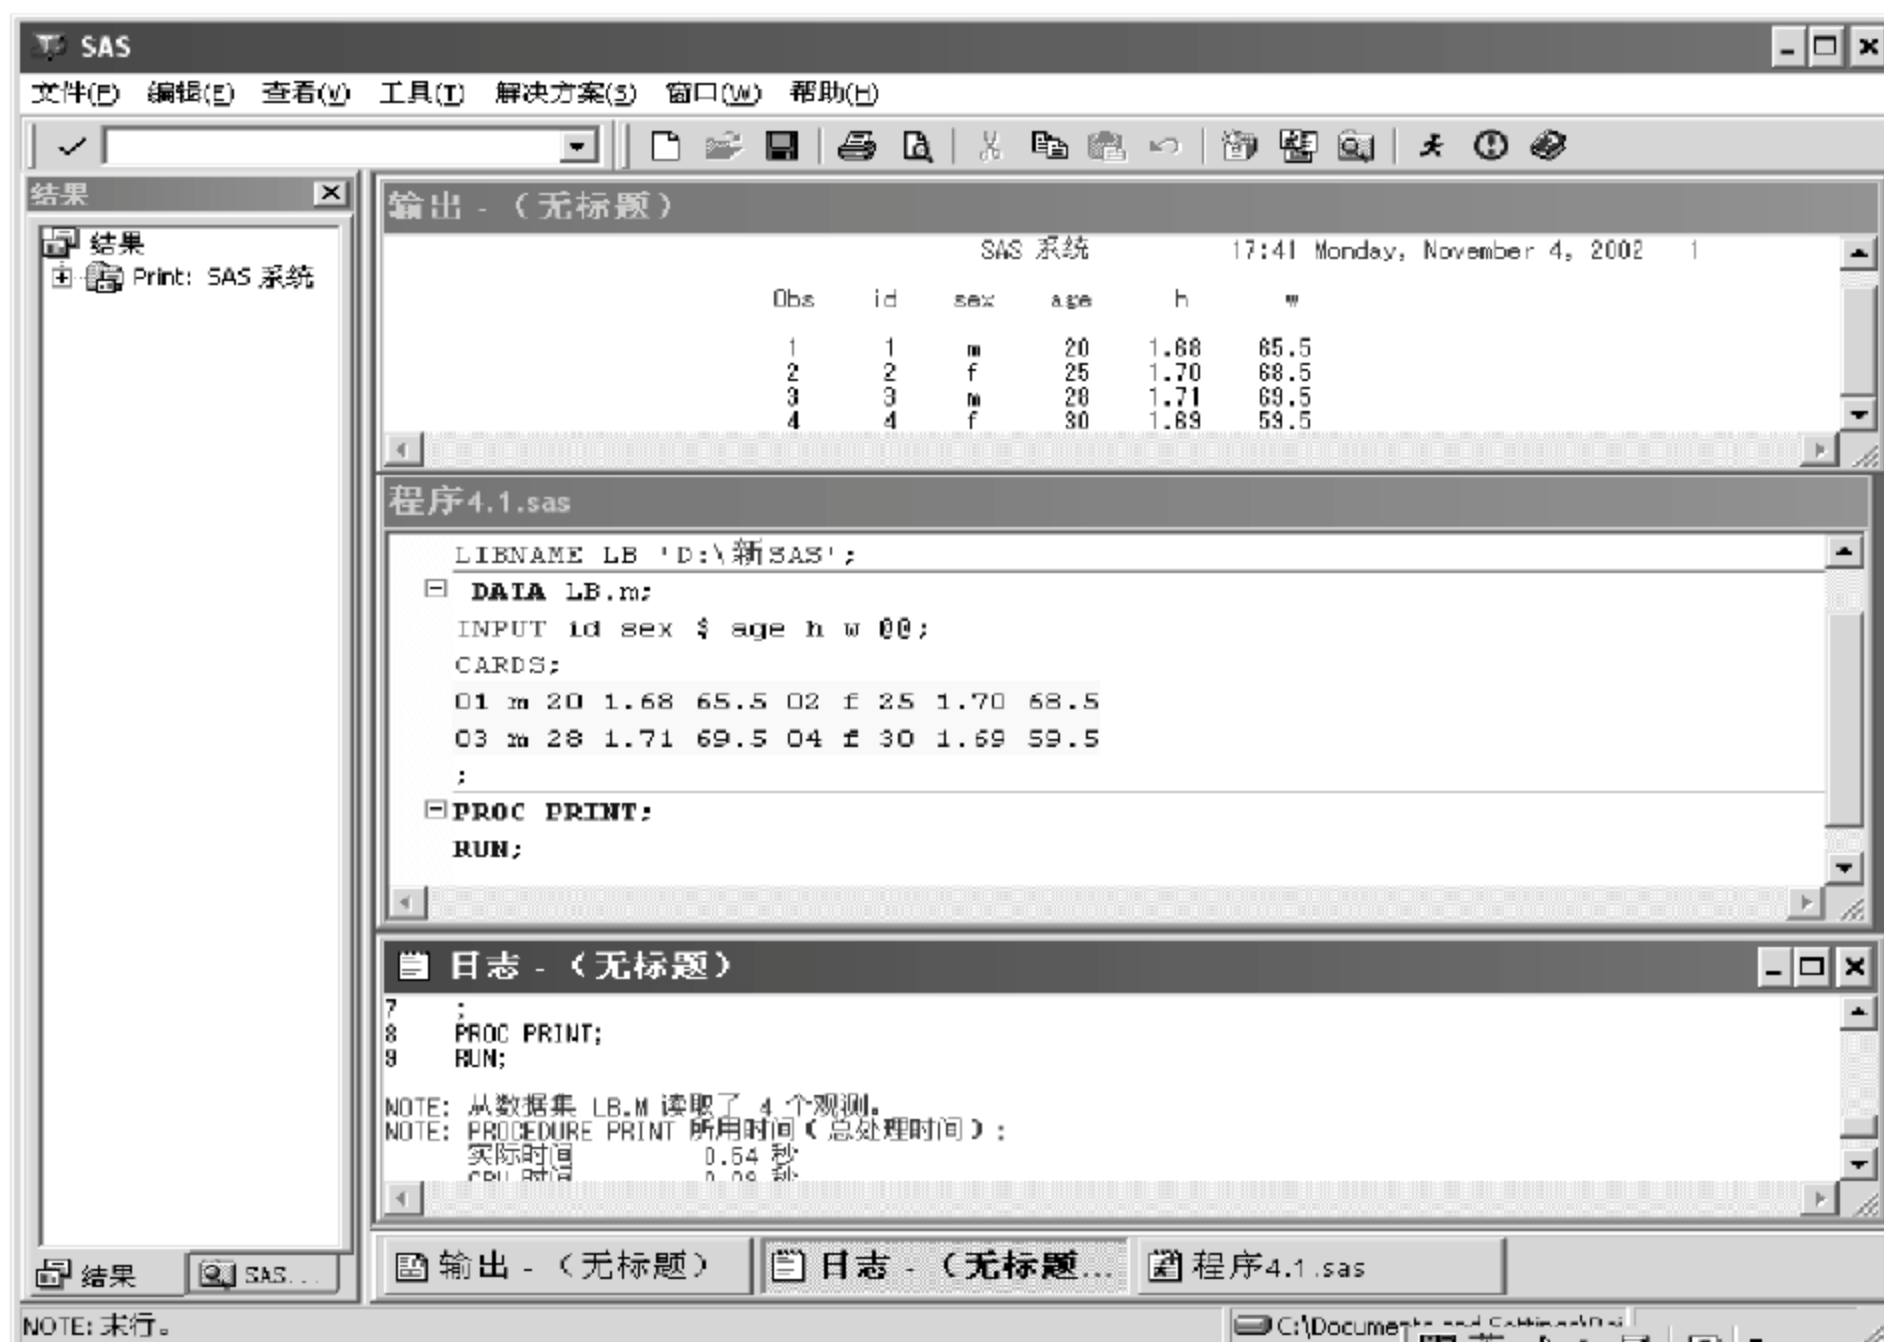 SAS
文件(F) 编辑(E) 查看(V) 工具(T) 解决方案(S) 窗口(W) 帮助(H)
结果
结果
Print: SAS 系统
输出 - （无标题）
SAS 系统 17:41 Monday, November 4, 2002 1
Obs id sex age h w
1 1 m 20 1.68 65.5
2 2 f 25 1.70 68.5
3 3 m 28 1.71 69.5
4 4 f 30 1.69 59.5
程序4.1.sas
LIBNAME LB 'D:\新SAS';
DATA LB.m;
INPUT id sex $ age h w @@;
CARDS;
01 m 20 1.68 65.5 02 f 25 1.70 68.5
03 m 28 1.71 69.5 04 f 30 1.69 59.5
;
PROC PRINT;
RUN;
日志 - （无标题）
7 ;
8 PROC PRINT;
9 RUN;
NOTE: 从数据集 LB.M 读取了 4 个观测。
NOTE: PROCEDURE PRINT 所用时间（总处理时间）:
实际时间 0.54 秒
CPU 时间 0.09 秒
结果 SAS...
输出 - （无标题） 日志 - （无标题... 程序4.1.sas
NOTE: 末行。
C:\Documents and Settings\